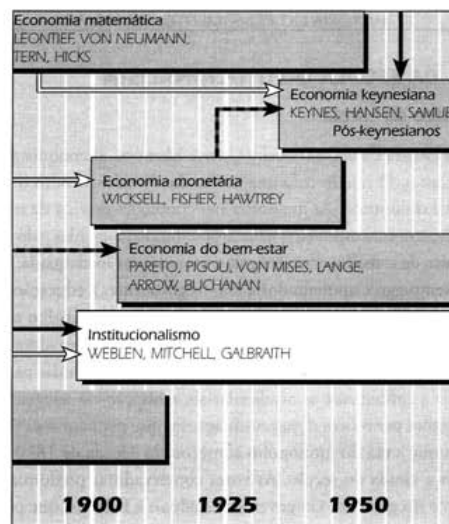 Economia matemática
LEONTIEF, VON NEUMANN,
TERN, HICKS
Economia keynesiana
KEYNES, HANSEN, SAMUE
Pós-keynesianos
Economia monetária
WICKSELL, FISHER, HAWTREY
Economia do bem-estar
PARETO, PIGOU, VON MISES, LANGE,
ARROW, BUCHANAN
Institucionalismo
WEBLEN, MITCHELL, GALBRAITH
1900 1925 1950